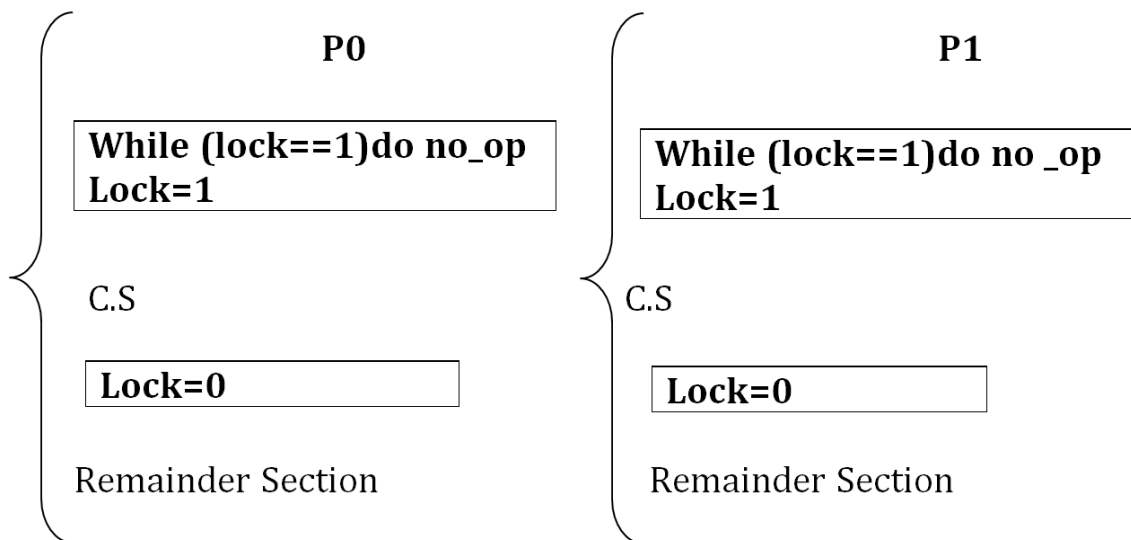 P0
While (lock==1)do no_op
Lock=1
C.S
Lock=0
Remainder Section
P1
While (lock==1)do no _op
Lock=1
C.S
Lock=0
Remainder Section